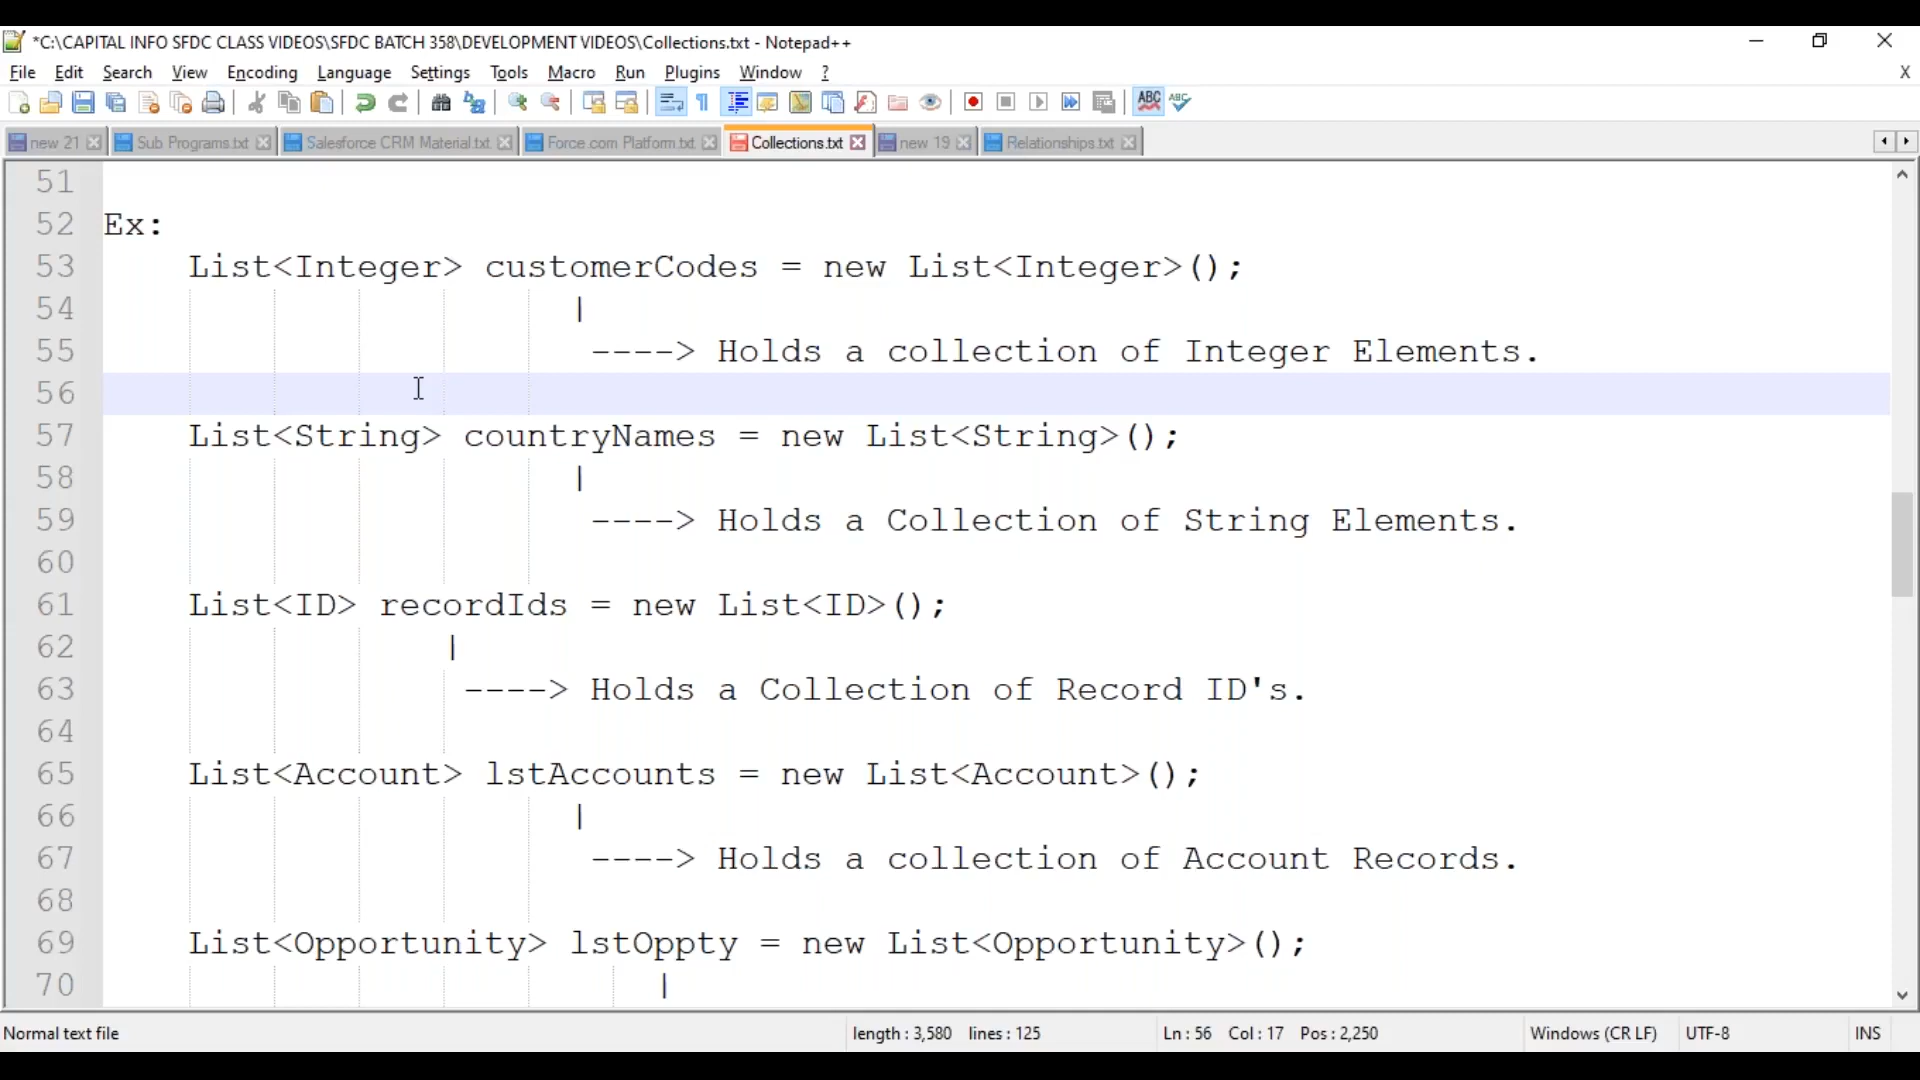 *C:\CAPITAL INFO SFDC CLASS VIDEOS\SFDC BATCH 358\DEVELOPMENT VIDEOS\Collections.txt - Notepad++
File Edit Search View Encoding Language Settings Tools Macro Run Plugins Window ? X
new 21 Sub Programs.txt Salesforce CRM Material.txt Force.com Platform.txt Collections.txt new 19 Relationships.txt
51
52 Ex:
53 List<Integer> customerCodes = new List<Integer>();
54 |
55 ----> Holds a collection of Integer Elements.
56
57 List<String> countryNames = new List<String>();
58 |
59 ----> Holds a Collection of String Elements.
60
61 List<ID> recordIds = new List<ID>();
62 |
63 ----> Holds a Collection of Record ID's.
64
65 List<Account> lstAccounts = new List<Account>();
66 |
67 ----> Holds a collection of Account Records.
68
69 List<Opportunity> lstOppty = new List<Opportunity>();
70 |
Normal text file length : 3,580 lines : 125 Ln : 56 Col : 17 Pos : 2,250 Windows (CR LF) UTF-8 INS